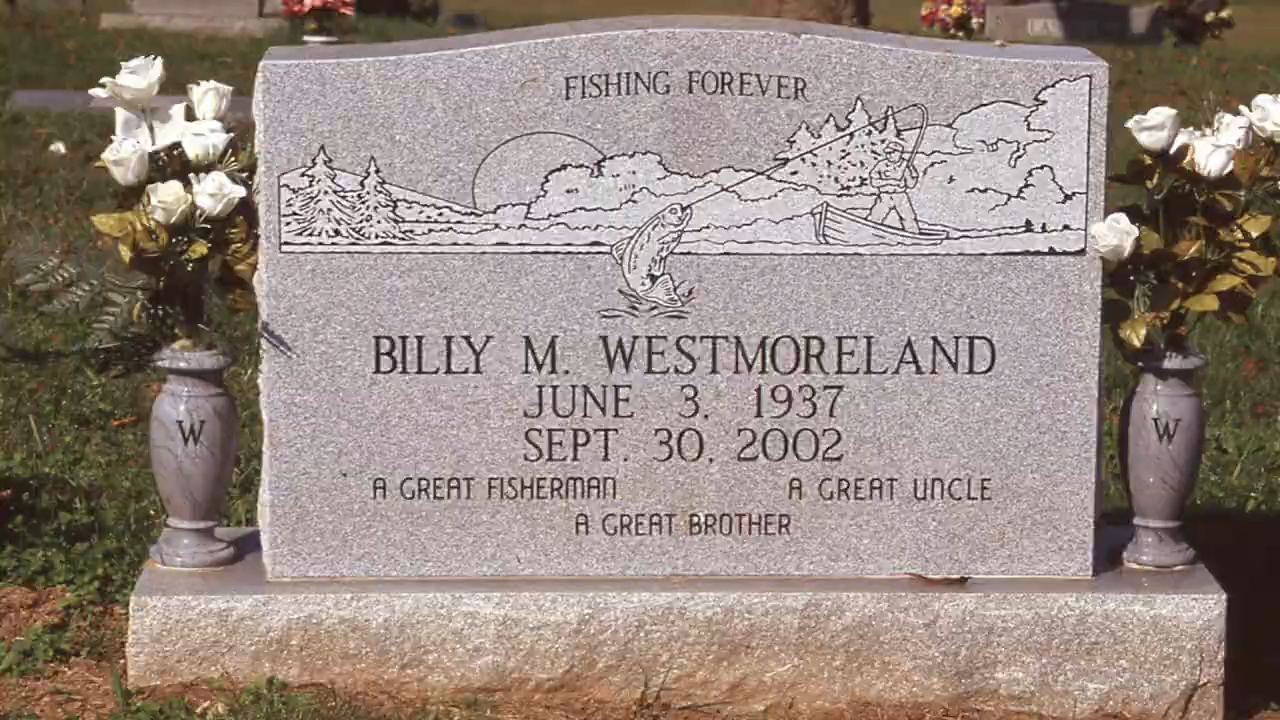 FISHING FOREVER
BILLY M. WESTMORELAND
JUNE 3, 1937
SEPT. 30, 2002
A GREAT FISHERMAN A GREAT UNCLE
A GREAT BROTHER
W
W